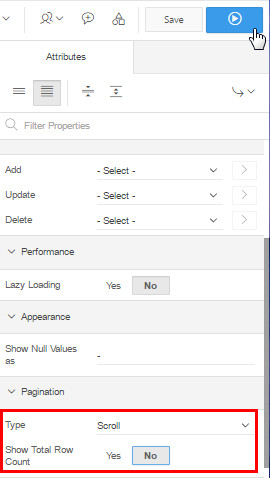 Save
Attributes
Filter Properties
Add - Select -
Update - Select -
Delete - Select -
Performance
Lazy Loading Yes No
Appearance
Show Null Values
as -
Pagination
Type Scroll
Show Total Row
Count Yes No